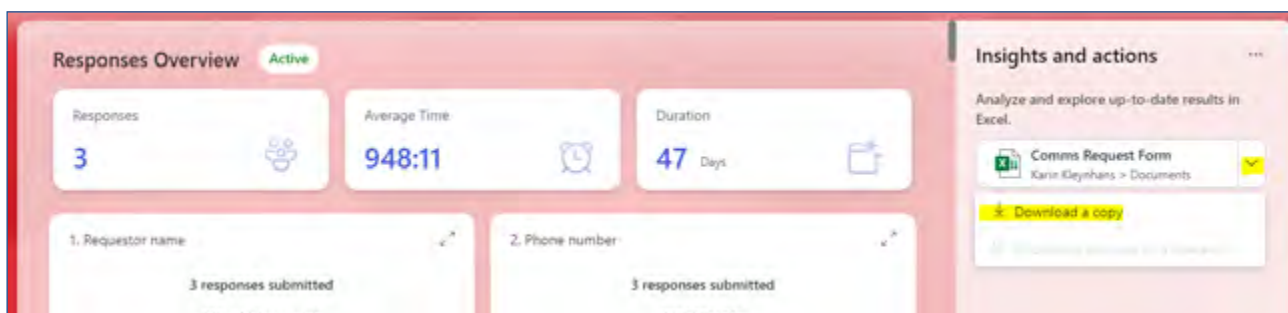 Responses Overview Active
Responses
3
Average Time
948:11
Duration
47 Days
1. Requestor name
3 responses submitted
2. Phone number
3 responses submitted
Insights and actions ...
Analyze and explore up-to-date results in
Excel.
Comms Request Form
Karin Kleynhans > Documents
Download a copy